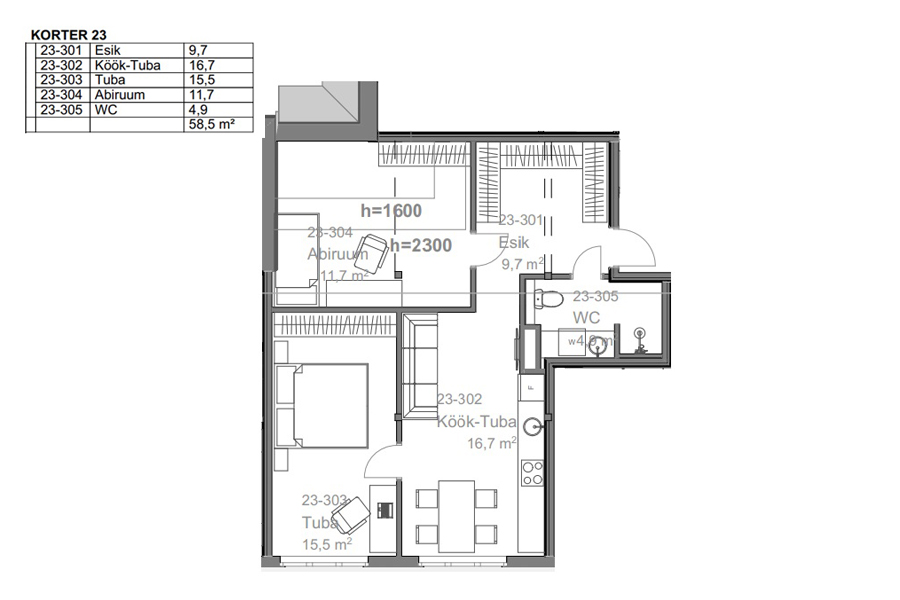 KORTER 23
23-301 Esik 9,7
23-302 Köök-Tuba 16,7
23-303 Tuba 15,5
23-304 Abiruum 11,7
23-305 WC 4,9
58,5 m²
h=1600
23-304
Abiruum
h=2300
11,7 m²
23-301
Esik
9,7 m²
23-305
WC
w
4,9 m²
F
23-302
Köök-Tuba
16,7 m²
23-303
Tuba
15,5 m²